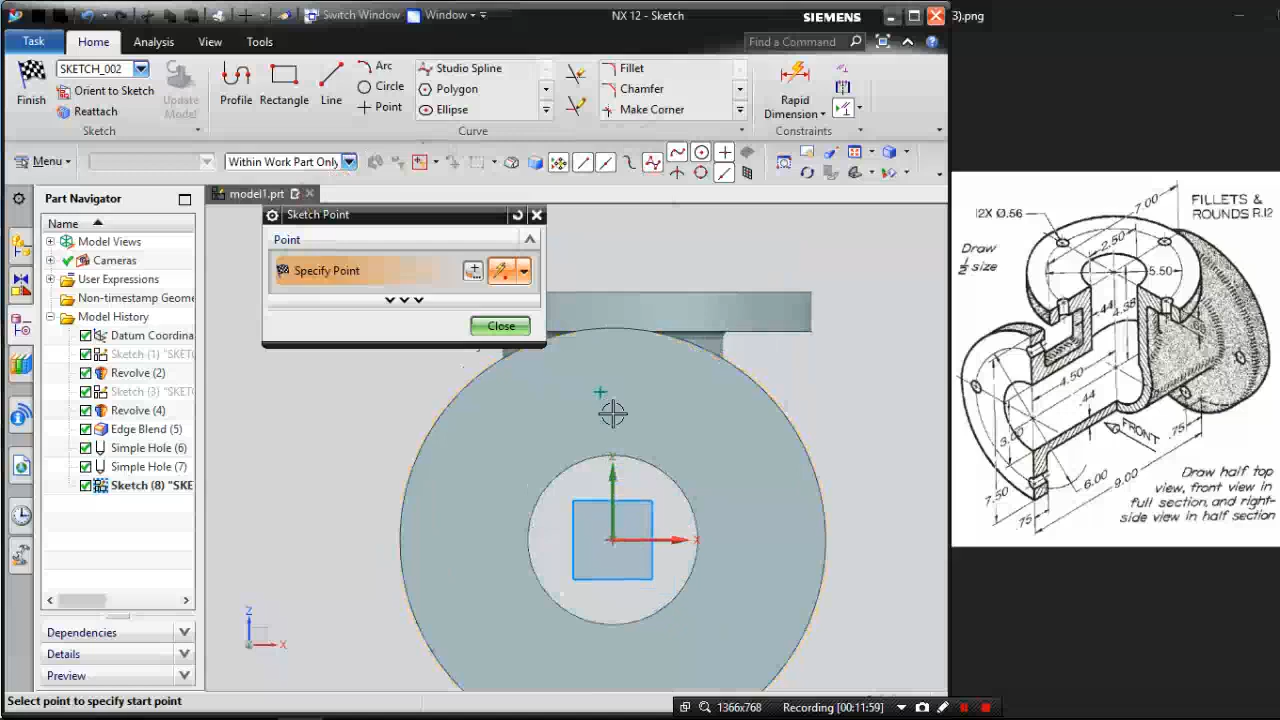 Switch Window
Window
NX 12 - Sketch
SIEMENS
3).png
Task
Home
Analysis
View
Tools
Find a Command
Finish
SKETCH_002
Orient to Sketch
Reattach
Update
Model
Sketch
Profile
Rectangle
Line
Arc
Circle
Point
Studio Spline
Polygon
Ellipse
Curve
Fillet
Chamfer
Make Corner
Rapid
Dimension
Constraints
Menu
Within Work Part Only
Part Navigator
model1.prt
Name
Model Views
Cameras
User Expressions
Non-timestamp Geome
Model History
Datum Coordina
Sketch (1) "SKETC
Revolve (2)
Sketch (3) "SKETC
Revolve (4)
Edge Blend (5)
Simple Hole (6)
Simple Hole (7)
Sketch (8) "SKE
Dependencies
Details
Preview
Sketch Point
Point
Specify Point
Close
X
Z
X
12X Ø.56
7.00
FILLETS &
ROUNDS R.12
Draw
½ size
2.50
5.50
.44
4.50
.44
3.00
FRONT
.75
6.00
9.00
7.50
.75
Draw half top
view, front view in
full section, and right-
side view in half section
Select point to specify start point
1366x768
Recording [00:11:59]